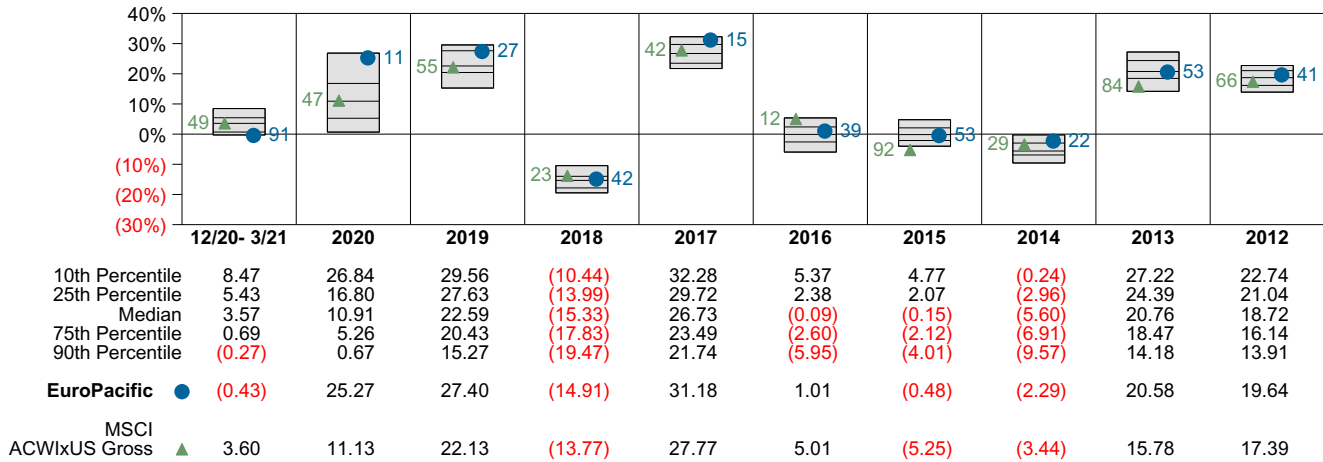 40%
30%
20%
10%
0%
(10%)
(20%)
(30%)
49 91
47 11
55 27
23 42
42 15
12 39
92 53
29 22
84 53
66 41
12/20- 3/21 2020 2019 2018 2017 2016 2015 2014 2013 2012
10th Percentile 8.47 26.84 29.56 (10.44) 32.28 5.37 4.77 (0.24) 27.22 22.74
25th Percentile 5.43 16.80 27.63 (13.99) 29.72 2.38 2.07 (2.96) 24.39 21.04
Median 3.57 10.91 22.59 (15.33) 26.73 (0.09) (0.15) (5.60) 20.76 18.72
75th Percentile 0.69 5.26 20.43 (17.83) 23.49 (2.60) (2.12) (6.91) 18.47 16.14
90th Percentile (0.27) 0.67 15.27 (19.47) 21.74 (5.95) (4.01) (9.57) 14.18 13.91
EuroPacific (0.43) 25.27 27.40 (14.91) 31.18 1.01 (0.48) (2.29) 20.58 19.64
MSCI
ACWIxUS Gross 3.60 11.13 22.13 (13.77) 27.77 5.01 (5.25) (3.44) 15.78 17.39